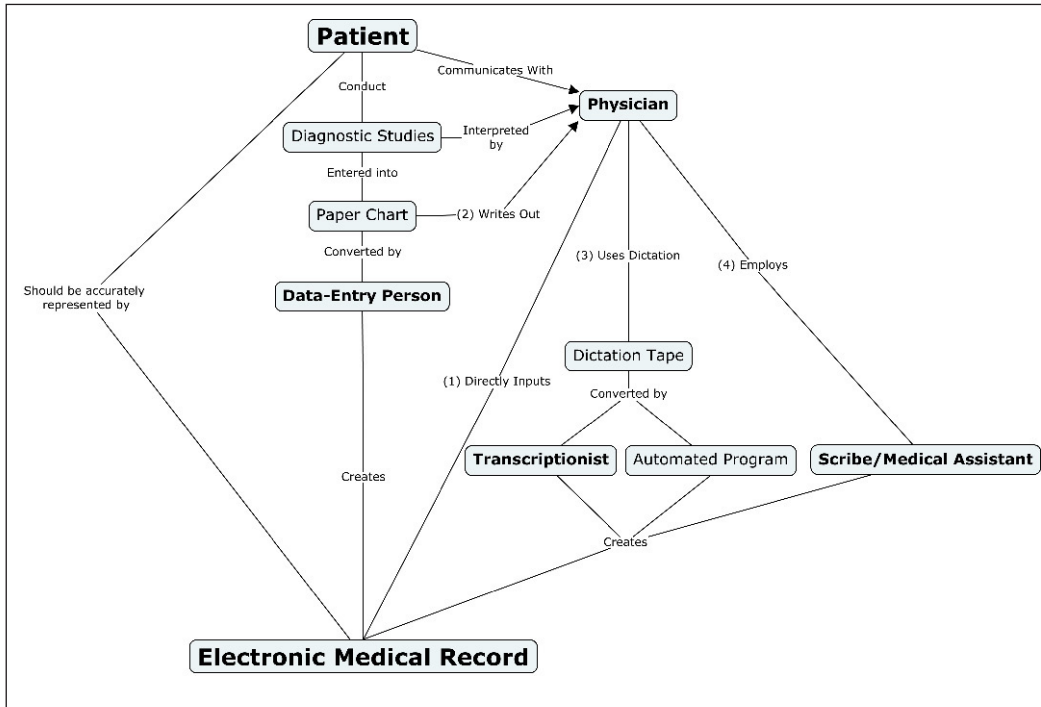 Patient
Communicates With
Conduct
Physician
Diagnostic Studies
Interpreted
by
Entered into
Paper Chart
(2) Writes Out
Converted by
(3) Uses Dictation
(4) Employs
Should be accurately
represented by
Data-Entry Person
Dictation Tape
(1) Directly Inputs
Converted by
Transcriptionist
Automated Program
Scribe/Medical Assistant
Creates
Creates
Electronic Medical Record